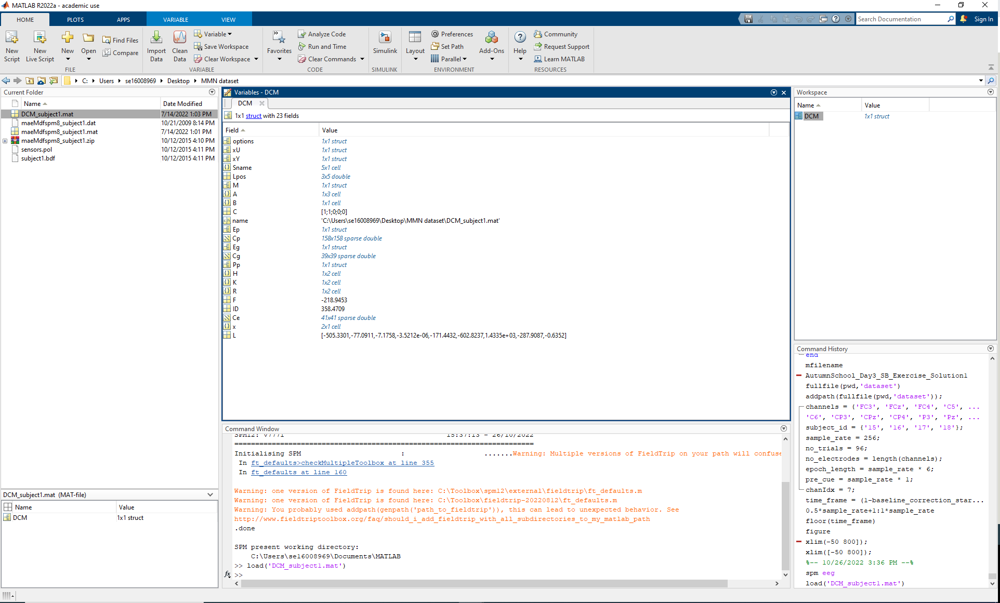 MATLAB R2022a - academic use
HOME PLOTS APPS VARIABLE VIEW
Search Documentation
Sign In
New Script
New Live Script
New
Open
Find Files
Compare
FILE
Import Data
Clean Data
Variable
Save Workspace
Clear Workspace
VARIABLE
Favorites
Analyze Code
Run and Time
Clear Commands
CODE
Simulink
SIMULINK
Layout
Preferences
Set Path
Parallel
Add-Ons
ENVIRONMENT
Help
Community
Request Support
Learn MATLAB
RESOURCES
C: Users se16008969 Desktop MMN dataset
Current Folder
Name Date Modified
DCM_subject1.mat 7/14/2022 1:03 PM
maeMdfspm8_subject1.dat 10/21/2009 8:14 PM
maeMdfspm8_subject1.mat 7/14/2022 1:01 PM
maeMdfspm8_subject1.zip 10/12/2015 4:10 PM
sensors.pol 10/12/2015 4:11 PM
subject1.bdf 10/12/2015 4:11 PM
DCM_subject1.mat (MAT-file)
Name Value
DCM 1x1 struct
Variables - DCM
DCM
1x1 struct with 23 fields
Field Value
options 1x1 struct
xU 1x1 struct
xY 1x1 struct
Sname 5x1 cell
Lpos 3x5 double
M 1x1 struct
A 1x3 cell
B 1x1 cell
C [1;1;0;0;0]
name 'C:\Users\se16008969\Desktop\MMN dataset\DCM_subject1.mat'
Ep 1x1 struct
Cp 158x158 sparse double
Eg 1x1 struct
Cg 39x39 sparse double
Pp 1x1 struct
H 1x2 cell
K 1x2 cell
R 1x2 cell
F -218.9453
ID 358.4709
Ce 41x41 sparse double
x 2x1 cell
L [-505.3301,-77.0911,-7.1758,-3.5212e-06,-171.4432,-602.8237,1.4335e+03,-287.9087,-0.6352]
Command Window
SPM12: v7771 15:37:13 - 26/10/2022
========================================================================
Initialising SPM : .......Warning: Multiple versions of FieldTrip on your path will confuse
In ft_defaults>checkMultipleToolbox at line 355
In ft_defaults at line 160
Warning: one version of FieldTrip is found here: C:\Toolbox\spm12\external\fieldtrip\ft_defaults.m
Warning: one version of FieldTrip is found here: C:\Toolbox\fieldtrip-20220812\ft_defaults.m
Warning: You probably used addpath(genpath('path_to_fieldtrip')), this can lead to unexpected behavior. See
http://www.fieldtriptoolbox.org/faq/should_i_add_fieldtrip_with_all_subdirectories_to_my_matlab_path
.done
SPM present working directory:
C:\Users\se16008969\Documents\MATLAB
>> load('DCM_subject1.mat')
fx >>
Workspace
Name Value
DCM 1x1 struct
Command History
end
mfilename
AutumnSchool_Day3_SB_Exercise_Solution1
fullfile(pwd,'dataset')
addpath(fullfile(pwd,'dataset'));
channels = {'FC3', 'FCz', 'FC4', 'C5', ...
'C6', 'CP3', 'CPz', 'CP4', 'P3', 'Pz', ...
subject_id = {'15', '16', '17', '18'};
sample_rate = 256;
no_trials = 96;
no_electrodes = length(channels);
epoch_length = sample_rate * 6;
pre_cue = sample_rate * 1;
chanIdx = 7;
time_frame = (1-baseline_correction_star...
0.5*sample_rate+1:1*sample_rate
floor(time_frame)
figure
xlim(-50 800]);
xlim([-50 800]);
%-- 10/26/2022 3:36 PM --%
spm eeg
load('DCM_subject1.mat')